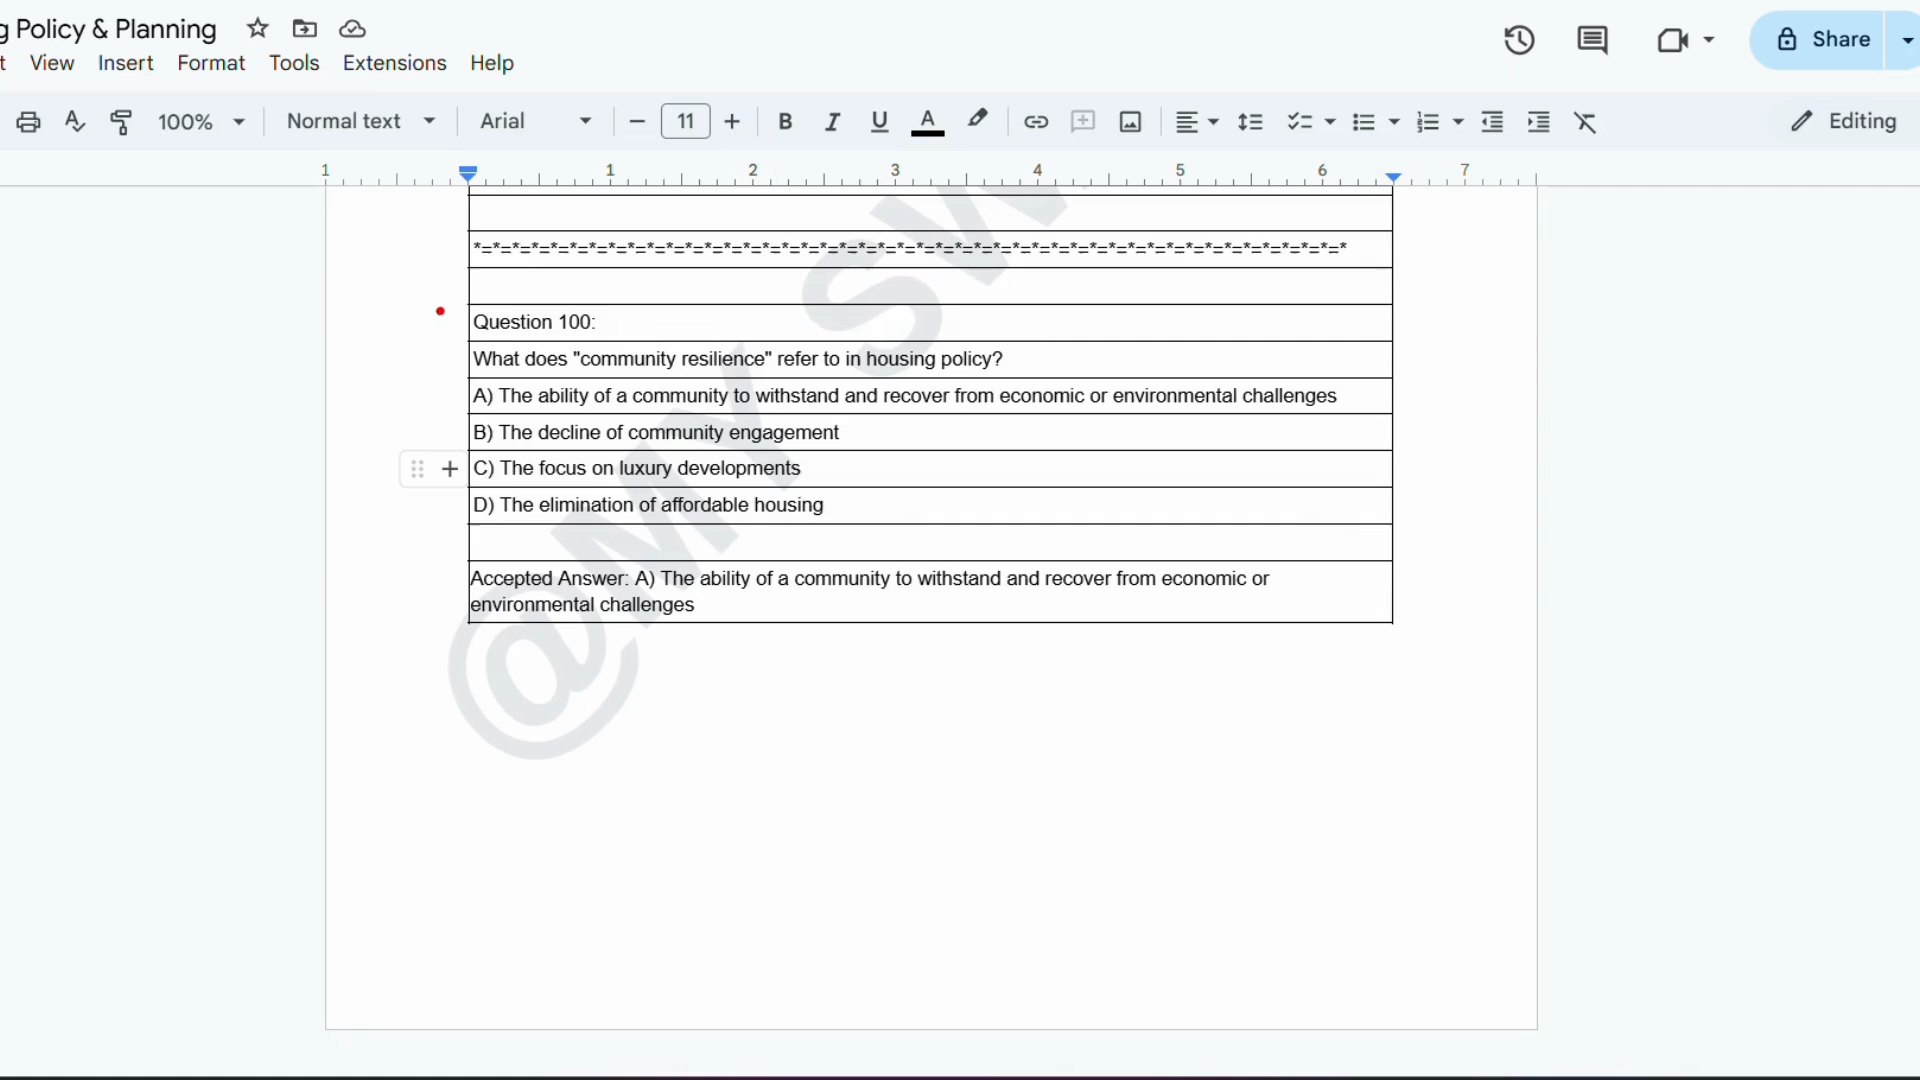 g Policy & Planning
t View Insert Format Tools Extensions Help
Share
100% Normal text Arial 11 B I U A Editing
1 1 2 3 4 5 6 7
*=*=*=*=*=*=*=*=*=*=*=*=*=*=*=*=*=*=*=*=*=*=*=*=*=*=*=*=*=*=*=*=*=*=*=*=*=*=*=*=*=*=*=*=*=*
Question 100:
What does "community resilience" refer to in housing policy?
A) The ability of a community to withstand and recover from economic or environmental challenges
B) The decline of community engagement
C) The focus on luxury developments
D) The elimination of affordable housing
Accepted Answer: A) The ability of a community to withstand and recover from economic or
environmental challenges
@MY SW